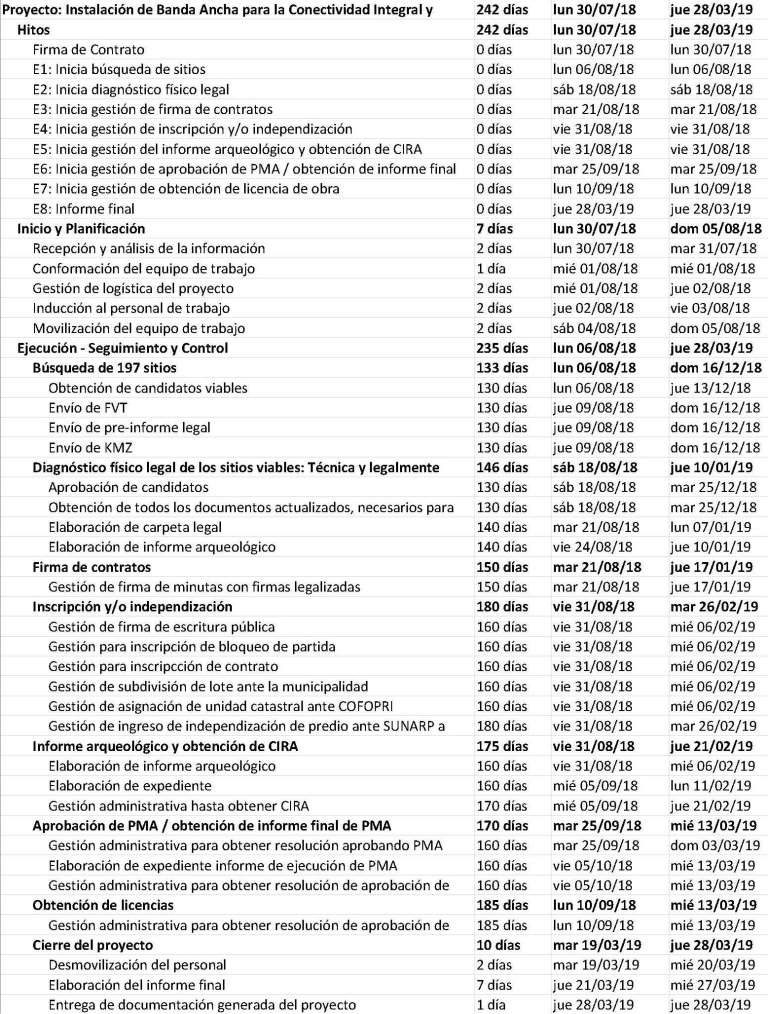 Proyecto: Instalación de Banda Ancha para la Conectividad Integral y 242 días lun 30/07/18 jue 28/03/19
Hitos 242 días lun 30/07/18 jue 28/03/19
Firma de Contrato 0 días lun 30/07/18 lun 30/07/18
E1: Inicia búsqueda de sitios 0 días lun 06/08/18 lun 06/08/18
E2: Inicia diagnóstico físico legal 0 días sáb 18/08/18 sáb 18/08/18
E3: Inicia gestión de firma de contratos 0 días mar 21/08/18 mar 21/08/18
E4: Inicia gestión de inscripción y/o independización 0 días vie 31/08/18 vie 31/08/18
E5: Inicia gestión del informe arqueológico y obtención de CIRA 0 días vie 31/08/18 vie 31/08/18
E6: Inicia gestión de aprobación de PMA / obtención de informe final 0 días mar 25/09/18 mar 25/09/18
E7: Inicia gestión de obtención de licencia de obra 0 días lun 10/09/18 lun 10/09/18
E8: Informe final 0 días jue 28/03/19 jue 28/03/19
Inicio y Planificación 7 días lun 30/07/18 dom 05/08/18
Recepción y análisis de la información 2 días lun 30/07/18 mar 31/07/18
Conformación del equipo de trabajo 1 día mié 01/08/18 mié 01/08/18
Gestión de logística del proyecto 2 días mié 01/08/18 jue 02/08/18
Inducción al personal de trabajo 2 días jue 02/08/18 vie 03/08/18
Movilización del equipo de trabajo 2 días sáb 04/08/18 dom 05/08/18
Ejecución - Seguimiento y Control 235 días lun 06/08/18 jue 28/03/19
Búsqueda de 197 sitios 133 días lun 06/08/18 dom 16/12/18
Obtención de candidatos viables 130 días lun 06/08/18 jue 13/12/18
Envío de FVT 130 días jue 09/08/18 dom 16/12/18
Envío de pre-informe legal 130 días jue 09/08/18 dom 16/12/18
Envío de KMZ 130 días jue 09/08/18 dom 16/12/18
Diagnóstico físico legal de los sitios viables: Técnica y legalmente 146 días sáb 18/08/18 jue 10/01/19
Aprobación de candidatos 130 días sáb 18/08/18 mar 25/12/18
Obtención de todos los documentos actualizados, necesarios para 130 días sáb 18/08/18 mar 25/12/18
Elaboración de carpeta legal 140 días mar 21/08/18 lun 07/01/19
Elaboración de informe arqueológico 140 días vie 24/08/18 jue 10/01/19
Firma de contratos 150 días mar 21/08/18 jue 17/01/19
Gestión de firma de minutas con firmas legalizadas 150 días mar 21/08/18 jue 17/01/19
Inscripción y/o independización 180 días vie 31/08/18 mar 26/02/19
Gestión de firma de escritura pública 160 días vie 31/08/18 mié 06/02/19
Gestión para inscripción de bloqueo de partida 160 días vie 31/08/18 mié 06/02/19
Gestión para inscripcción de contrato 160 días vie 31/08/18 mié 06/02/19
Gestión de subdivisión de lote ante la municipalidad 160 días vie 31/08/18 mié 06/02/19
Gestión de asignación de unidad catastral ante COFOPRI 160 días vie 31/08/18 mié 06/02/19
Gestión de ingreso de independización de predio ante SUNARP a 180 días vie 31/08/18 mar 26/02/19
Informe arqueológico y obtención de CIRA 175 días vie 31/08/18 jue 21/02/19
Elaboración de informe arqueológico 160 días vie 31/08/18 mié 06/02/19
Elaboración de expediente 160 días mié 05/09/18 lun 11/02/19
Gestión administrativa hasta obtener CIRA 170 días mié 05/09/18 jue 21/02/19
Aprobación de PMA / obtención de informe final de PMA 170 días mar 25/09/18 mié 13/03/19
Gestión administrativa para obtener resolución aprobando PMA 160 días mar 25/09/18 dom 03/03/19
Elaboración de expediente informe de ejecución de PMA 160 días vie 05/10/18 mié 13/03/19
Gestión administrativa para obtener resolución de aprobación de 160 días vie 05/10/18 mié 13/03/19
Obtención de licencias 185 días lun 10/09/18 mié 13/03/19
Gestión administrativa para obtener resolución de aprobación de 185 días lun 10/09/18 mié 13/03/19
Cierre del proyecto 10 días mar 19/03/19 jue 28/03/19
Desmovilización del personal 2 días mar 19/03/19 mié 20/03/19
Elaboración del informe final 7 días jue 21/03/19 mié 27/03/19
Entrega de documentación generada del proyecto 1 día jue 28/03/19 jue 28/03/19